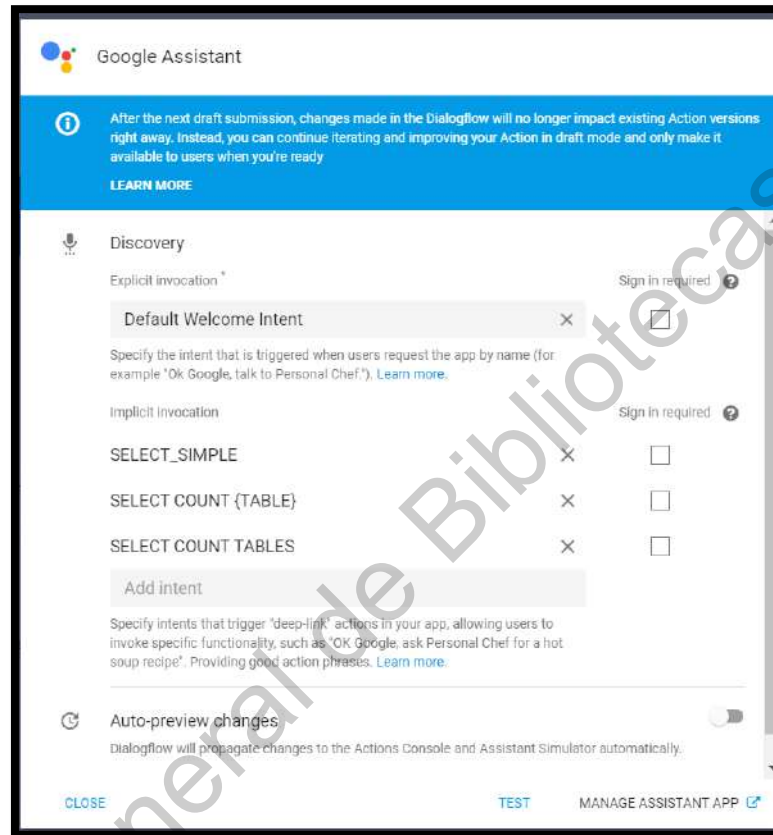 Google Assistant
After the next draft submission, changes made in the Dialogflow will no longer impact existing Action versions
right away. Instead, you can continue iterating and improving your Action in draft mode and only make it
available to users when you're ready
LEARN MORE
Discovery
Explicit invocation *
Sign in required
Default Welcome Intent
Specify the intent that is triggered when users request the app by name (for
example "Ok Google, talk to Personal Chef."). Learn more.
Implicit invocation
Sign in required
SELECT_SIMPLE
SELECT COUNT {TABLE}
SELECT COUNT TABLES
Add intent
Specify intents that trigger "deep-link" actions in your app, allowing users to
invoke specific functionality, such as "OK Google, ask Personal Chef for a hot
soup recipe". Providing good action phrases. Learn more.
Auto-preview changes
Dialogflow will propagate changes to the Actions Console and Assistant Simulator automatically.
CLOSE
TEST
MANAGE ASSISTANT APP
neral de Bibliotecas